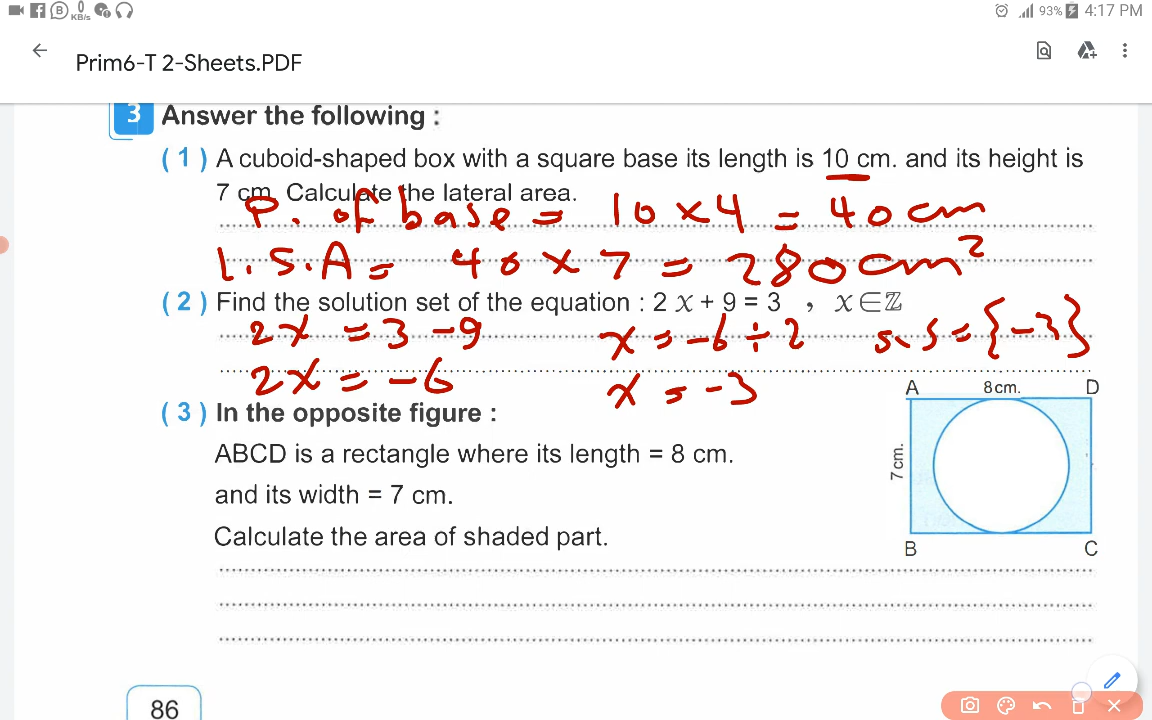 B 0 KB/s 93% 4:17 PM
Prim6-T 2-Sheets.PDF
3 Answer the following :
( 1 ) A cuboid-shaped box with a square base its length is 10 cm. and its height is
7 cm. Calculate the lateral area.
P. of base = 10 × 4 = 40 cm
L.S.A = 40 × 7 = 280 cm²
( 2 ) Find the solution set of the equation : 2 x + 9 = 3 , x ∈ ℤ
2x = 3 - 9 x = -6 ÷ 2 s.s = {-3}
2x = -6 x = -3
( 3 ) In the opposite figure :
ABCD is a rectangle where its length = 8 cm.
and its width = 7 cm.
Calculate the area of shaped part.
A 8 cm. D
7 cm.
B C
86